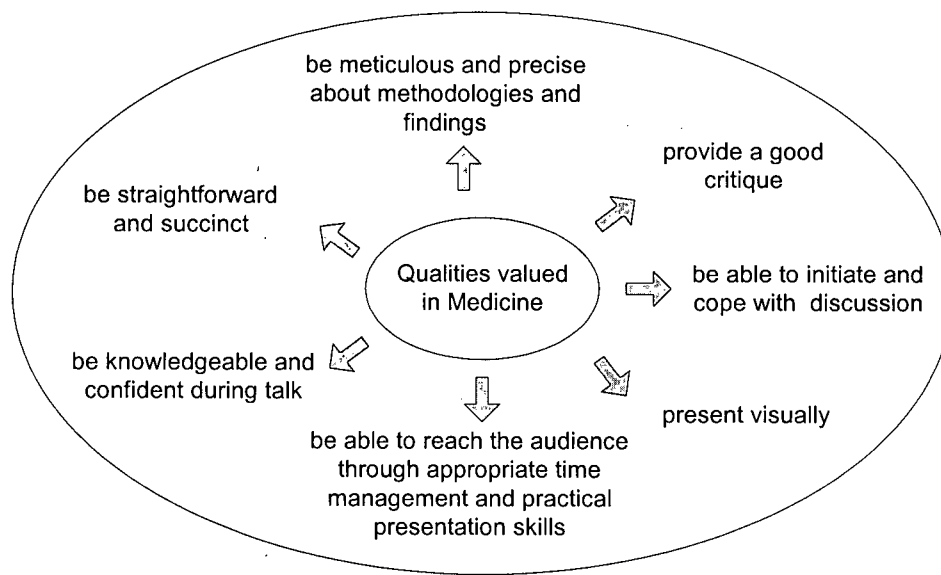 be meticulous and precise
about methodologies and
findings
provide a good
critique
be straightforward
and succinct
Qualities valued
in Medicine
be able to initiate and
cope with discussion
be knowledgeable and
confident during talk
present visually
be able to reach the audience
through appropriate time
management and practical
presentation skills